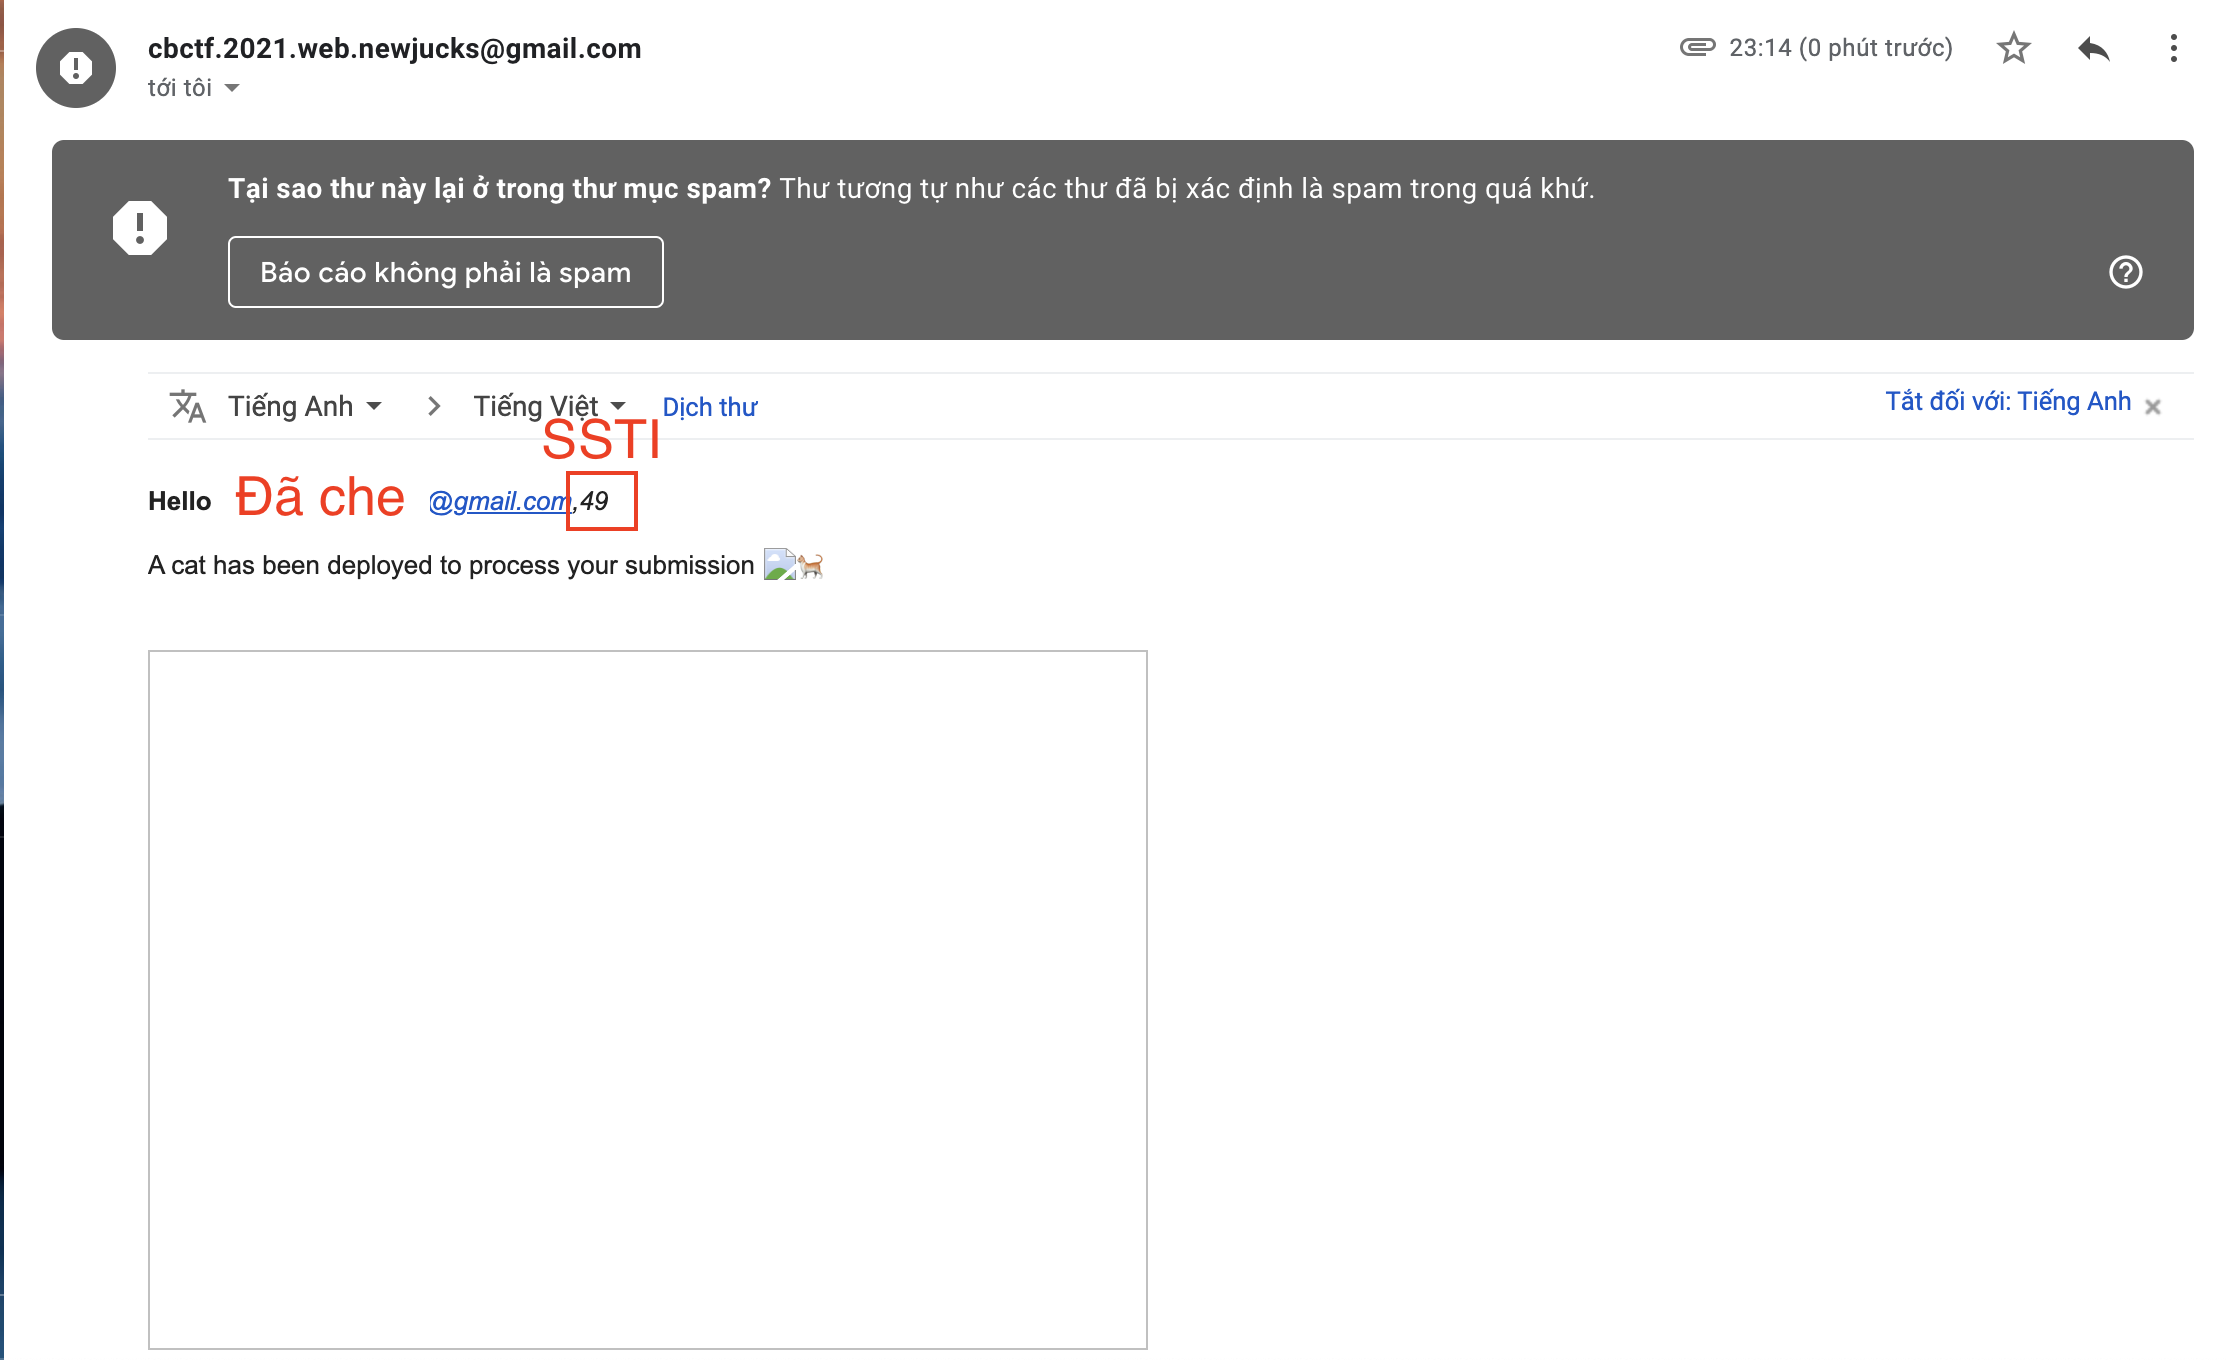 cbctf.2021.web.newjucks@gmail.com
23:14 (0 phút trước)
tới tôi
Tại sao thư này lại ở trong thư mục spam? Thư tương tự như các thư đã bị xác định là spam trong quá khứ.
Báo cáo không phải là spam
Tiếng Anh > Tiếng Việt Dịch thư
Tắt đối với: Tiếng Anh
SSTI
Hello Đã che @gmail.com,49
A cat has been deployed to process your submission